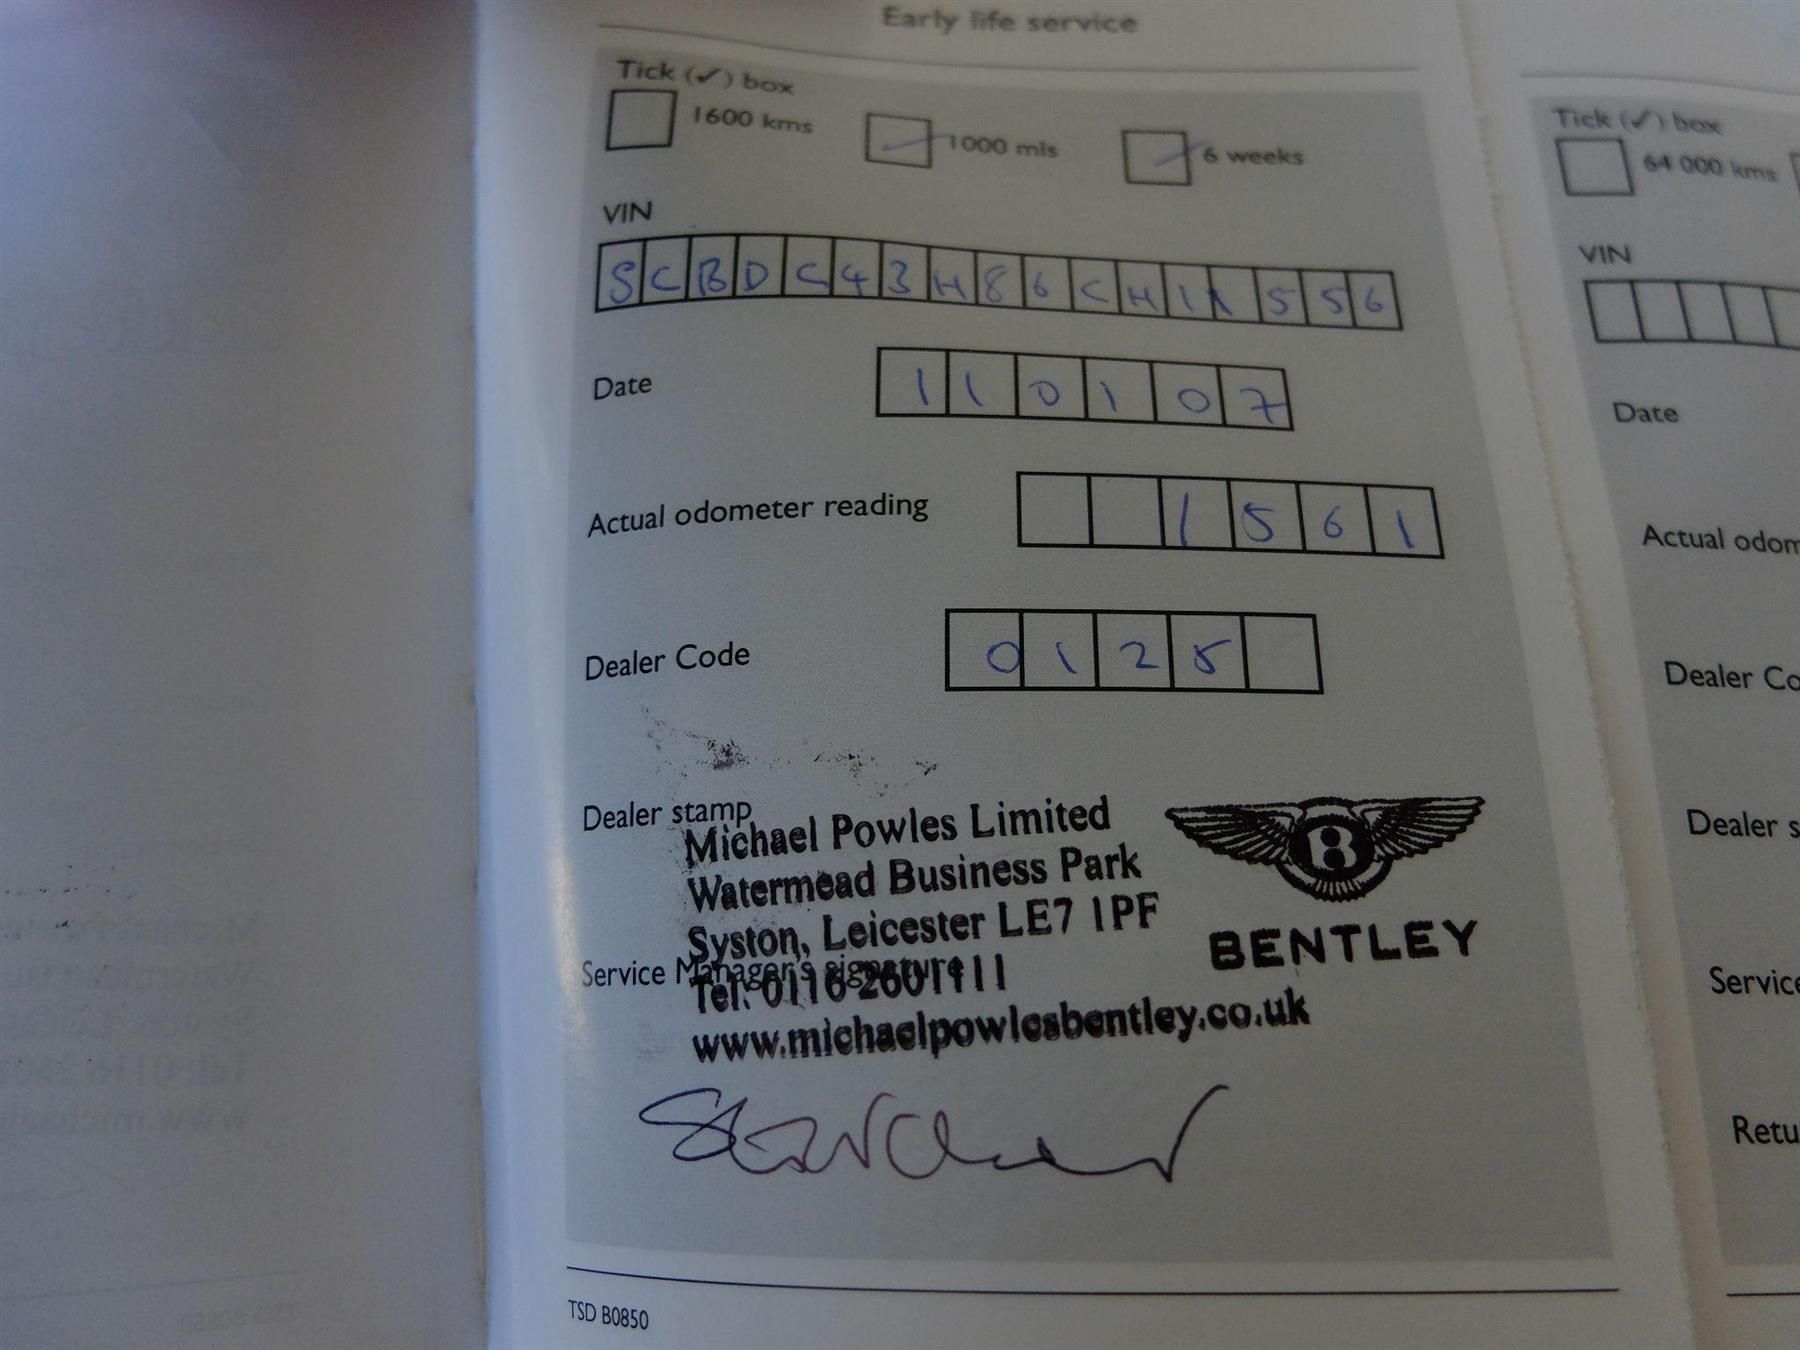 Early life service
Tick (✓) box
1600 kms
1000 mls
6 weeks
VIN
SCBDC43H86CH11556
Date
110107
Actual odometer reading
1561
Dealer Code
0125
Dealer stamp
Michael Powles Limited
Watermead Business Park
Syston, Leicester LE7 1PF
Service Manager's signature
Tel: 0116 2601111
www.michaelpowlesbentley.co.uk
B
BENTLEY
TSD B0850
Tick (✓) box
64 000 kms
VIN
Date
Actual odom
Dealer Co
Dealer s
Service
Retu